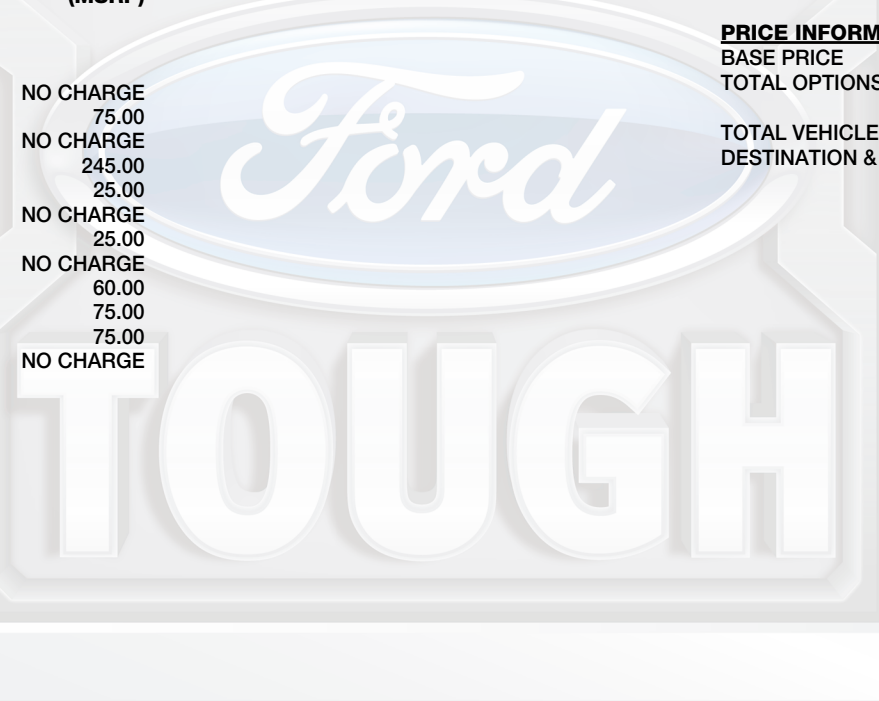 (MSRP)
NO CHARGE
75.00
NO CHARGE
245.00
25.00
NO CHARGE
25.00
NO CHARGE
60.00
75.00
75.00
NO CHARGE
PRICE INFORM
BASE PRICE
TOTAL OPTIONS
TOTAL VEHICLE
DESTINATION &
Ford
TOUGH